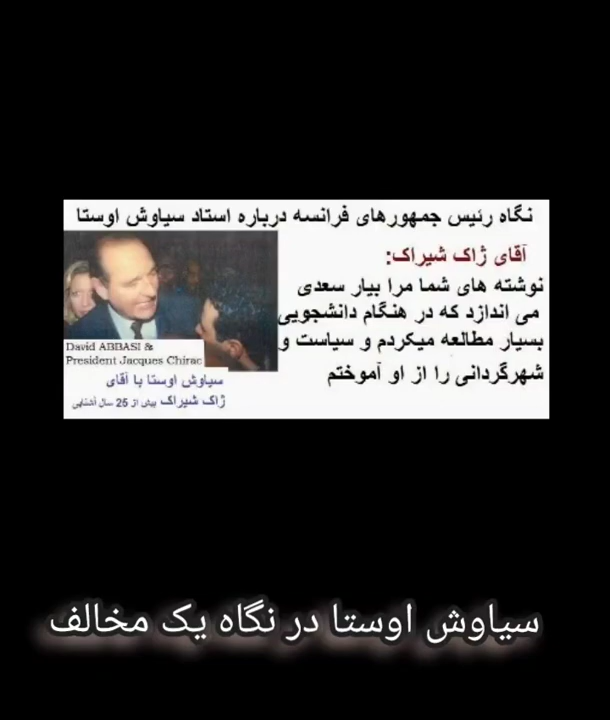 نگاه رئیس جمهورهای فرانسه درباره استاد سیاوش اوستا
آقای ژاک شیراک:
نوشته های شما مرا بیار سعدی
می اندازد که در هنگام دانشجویی
بسیار مطالعه میکردم و سیاست و
شهرگردانی را از او آموختم
David ABBASI &
President Jacques Chirac
سیاوش اوستا با آقای
ژاک شیراک بیش از 25 سال آشنایی
سیاوش اوستا در نگاه یک مخالف